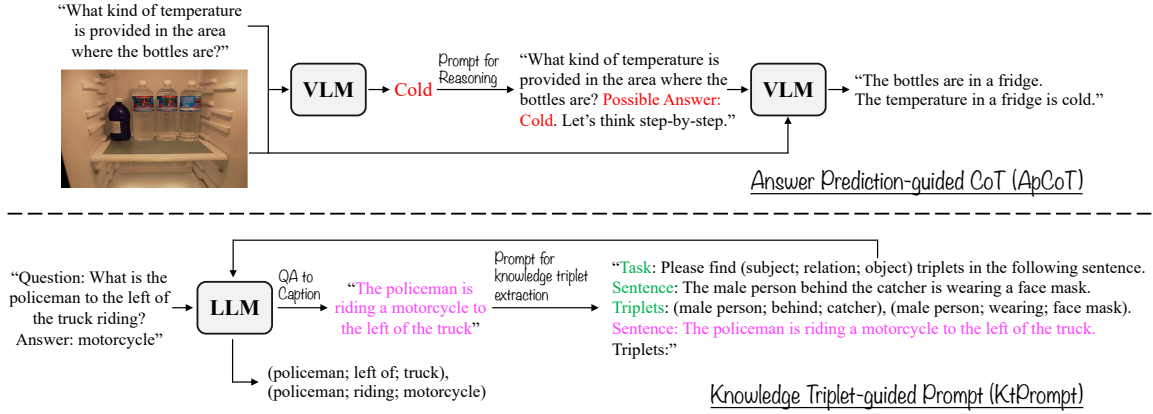 “What kind of temperature
is provided in the area
where the bottles are?”
VLM
Cold
Prompt for
Reasoning
“What kind of temperature is
provided in the area where the
bottles are? Possible Answer:
Cold. Let’s think step-by-step.”
VLM
“The bottles are in a fridge.
The temperature in a fridge is cold.”
Answer Prediction-guided CoT (ApCoT)
“Question: What is the
policeman to the left of
the truck riding?
Answer: motorcycle”
LLM
QA to
Caption
“The policeman is
riding a motorcycle to
the left of the truck”
Prompt for
knowledge triplet
extraction
“Task: Please find (subject; relation; object) triplets in the following sentence.
Sentence: The male person behind the catcher is wearing a face mask.
Triplets: (male person; behind; catcher), (male person; wearing; face mask).
Sentence: The policeman is riding a motorcycle to the left of the truck.
Triplets:”
(policeman; left of; truck),
(policeman; riding; motorcycle)
Knowledge Triplet-guided Prompt (KtPrompt)